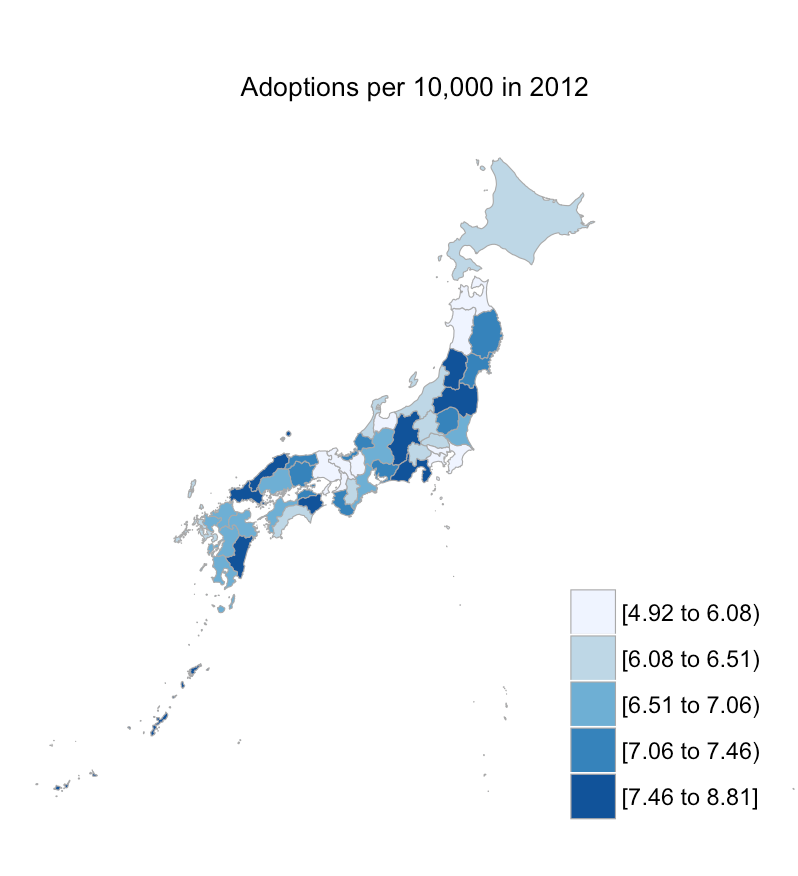 Adoptions per 10,000 in 2012
[4.92 to 6.08)
[6.08 to 6.51)
[6.51 to 7.06)
[7.06 to 7.46)
[7.46 to 8.81]